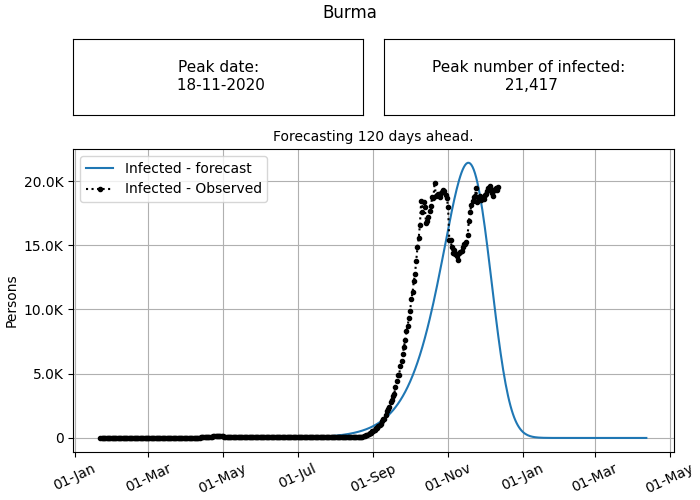 Burma
Peak date:
18-11-2020
Peak number of infected:
21,417
Forecasting 120 days ahead.
Infected - forecast
Infected - Observed
20.0K
15.0K
10.0K
5.0K
0
Persons
01-Jan
01-Mar
01-May
01-Jul
01-Sep
01-Nov
01-Jan
01-Mar
01-May